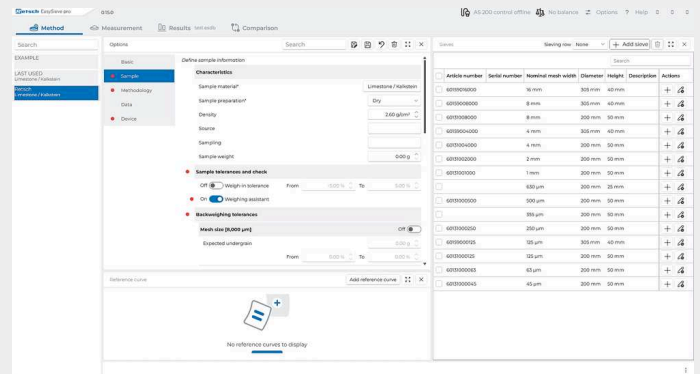 Retsch EasySieve pro
AS 200 control offline No balance Options ? Help
Method Measurement Results Comparison
Search
EXAMPLE
LAST USED
Limestone / Kalkstein
Retsch
Limestone / Kalkstein
Options Search
Basic
Sample
Methodology
Data
Device
Define sample information
Characteristics
Sample material* Limestone / Kalkstein
Sample preparation* Dry
Density 2.60 g/cm³
Source
Sampling
Sample weight 0.00 g
Sample tolerances and check
Off Weigh-in tolerance From 0.00 % To 0.00 %
On Weighing assistant
Backweighing tolerances
Mesh size [8,000 µm] Off
Expected undergrain 0.00 g
From 0.00 % To 0.00 %
Reference curve Add reference curve
No reference curves to display
Sieves Sieving row None + Add sieve
Search
Article number Serial number Nominal mesh width Diameter Height Description Actions
60139016000 16 mm 305 mm 40 mm
60139008000 8 mm 305 mm 40 mm
60131008000 8 mm 200 mm 50 mm
60139004000 4 mm 305 mm 40 mm
60131004000 4 mm 200 mm 50 mm
60131002000 2 mm 200 mm 50 mm
60131001000 1 mm 200 mm 50 mm
630 µm 200 mm 25 mm
60131000500 500 µm 200 mm 50 mm
200 mm 50 mm
60131000250 250 µm 200 mm 50 mm
60139000125 125 µm 305 mm 40 mm
60131000125 125 µm 200 mm 50 mm
60131000063 63 µm 200 mm 50 mm
60131000045 45 µm 200 mm 50 mm